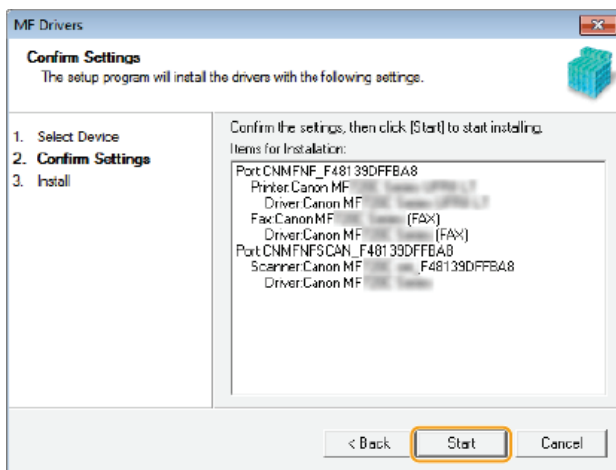 MF Drivers
Confirm Settings
The setup program will install the drivers with the following settings.
1. Select Device
2. Confirm Settings
3. Install
Confirm the settings, then click [Start] to start installing.
Items for Installation:
Port:CNMFNF_F48139DFFBA8
Printer:Canon MF
Driver:Canon MF
Fax:Canon MF (FAX)
Driver:Canon MF (FAX)
Port:CNMFNFSCAN_F48139DFFBA8
Scanner:Canon MF _F48139DFFBA8
Driver:Canon MF
< Back
Start
Cancel